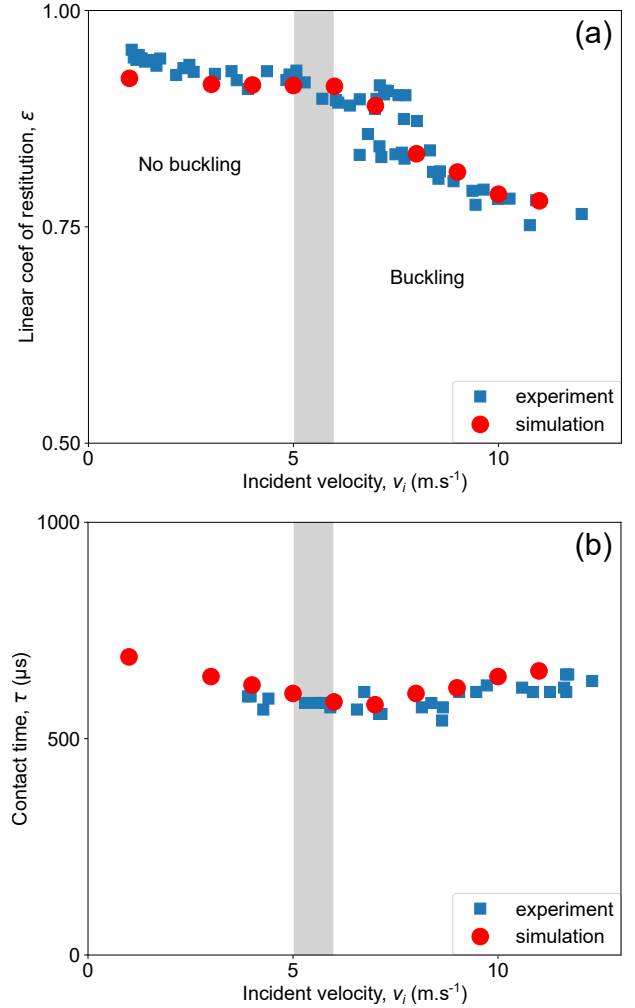 (a)
1.00
0.75
0.50
Linear coef of restitution, ε
No buckling
Buckling
experiment
simulation
0 5 10
Incident velocity, vᵢ (m.s⁻¹)
(b)
1000
500
0
Contact time, τ (μs)
experiment
simulation
0 5 10
Incident velocity, vᵢ (m.s⁻¹)